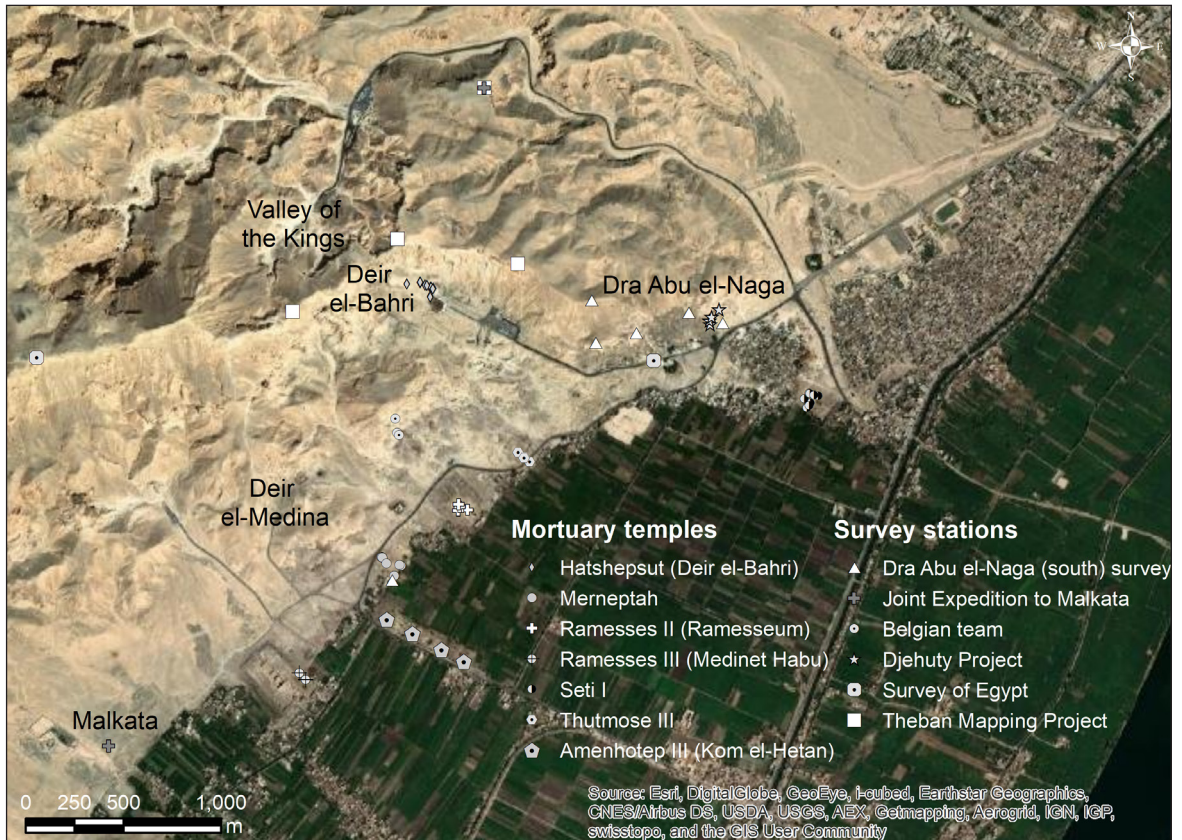 N
W E
S
Valley of
the Kings
Deir
el-Bahri
Dra Abu el-Naga
Deir
el-Medina
Malkata
Mortuary temples
Hatshepsut (Deir el-Bahri)
Merneptah
Ramesses II (Ramesseum)
Ramesses III (Medinet Habu)
Seti I
Thutmose III
Amenhotep III (Kom el-Hetan)
Survey stations
Dra Abu el-Naga (south) survey
Joint Expedition to Malkata
Belgian team
Djehuty Project
Survey of Egypt
Theban Mapping Project
0 250 500 1,000
m
Source: Esri, DigitalGlobe, GeoEye, i-cubed, Earthstar Geographics,
CNES/Airbus DS, USDA, USGS, AEX, Getmapping, Aerogrid, IGN, IGP,
swisstopo, and the GIS User Community